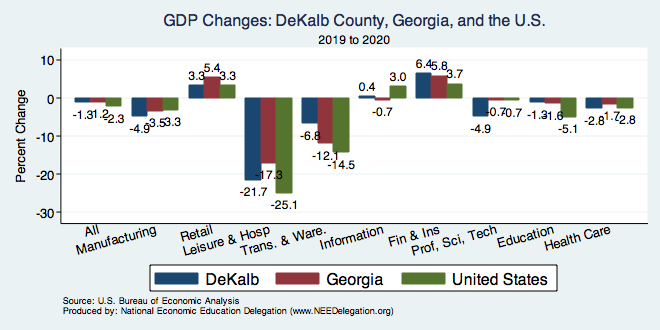 GDP Changes: DeKalb County, Georgia, and the U.S.
2019 to 2020
Percent Change
10
0
-10
-20
-30
-1.3 -1.2 -2.3
-4.9 -3.5 -3.3
3.3 5.4 3.3
-21.7 -17.3 -25.1
-6.8 -12.1 -14.5
0.4 -0.7 3.0
6.4 5.8 3.7
-4.9 -0.7 -0.7
-1.3 -1.6 -5.1
-2.8 -1.7 -2.8
All
Manufacturing
Retail
Leisure & Hosp
Trans. & Ware.
Information
Fin & Ins
Prof, Sci, Tech
Education
Health Care
DeKalb Georgia United States
Source: U.S. Bureau of Economic Analysis
Produced by: National Economic Education Delegation (www.NEEDelegation.org)